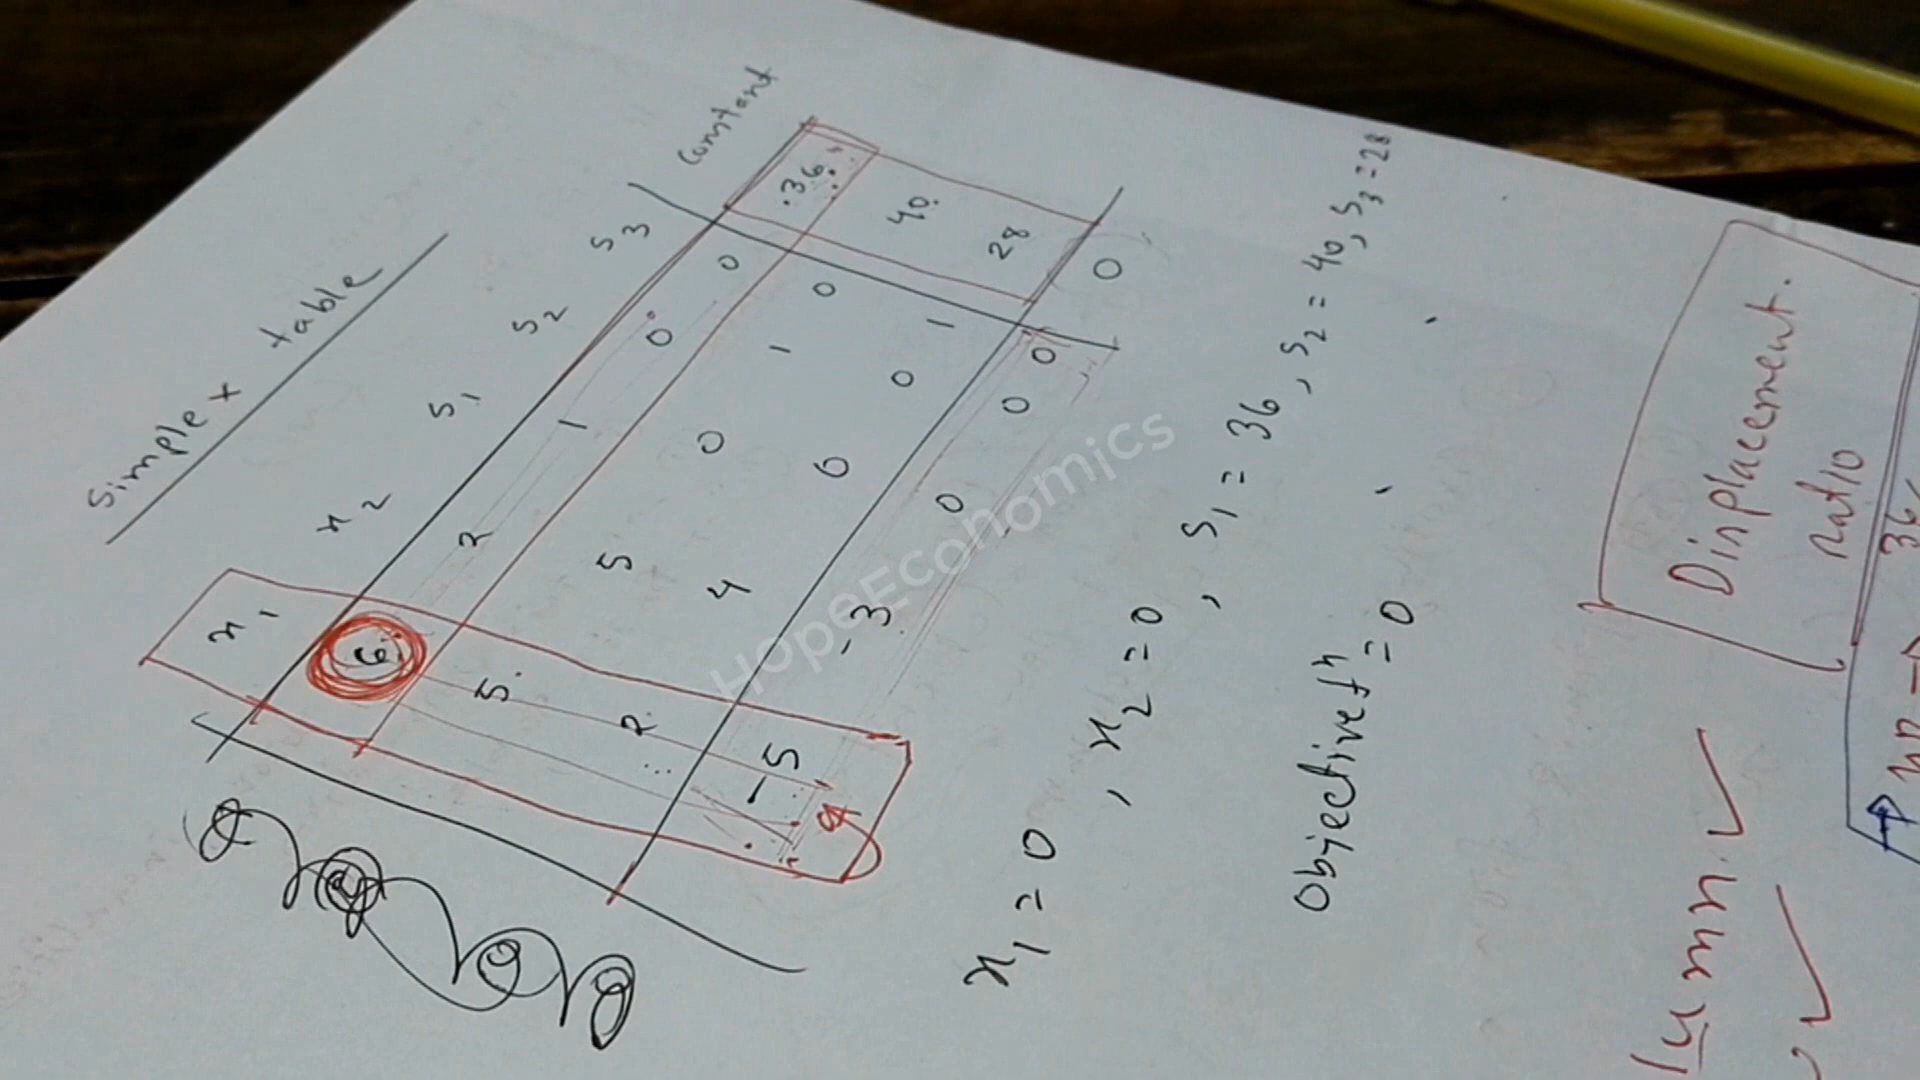 Simplex table
x1 x2 s1 s2 s3 Constant
6 2 1 0 0 36
5 5 0 1 0 40
2 4 0 0 1 28
-5 -3 0 0 0 0
x1 = 0, x2 = 0, s1 = 36, s2 = 40, s3 = 28
Objective fn = 0
Displacement
ratio
HopeEconomics